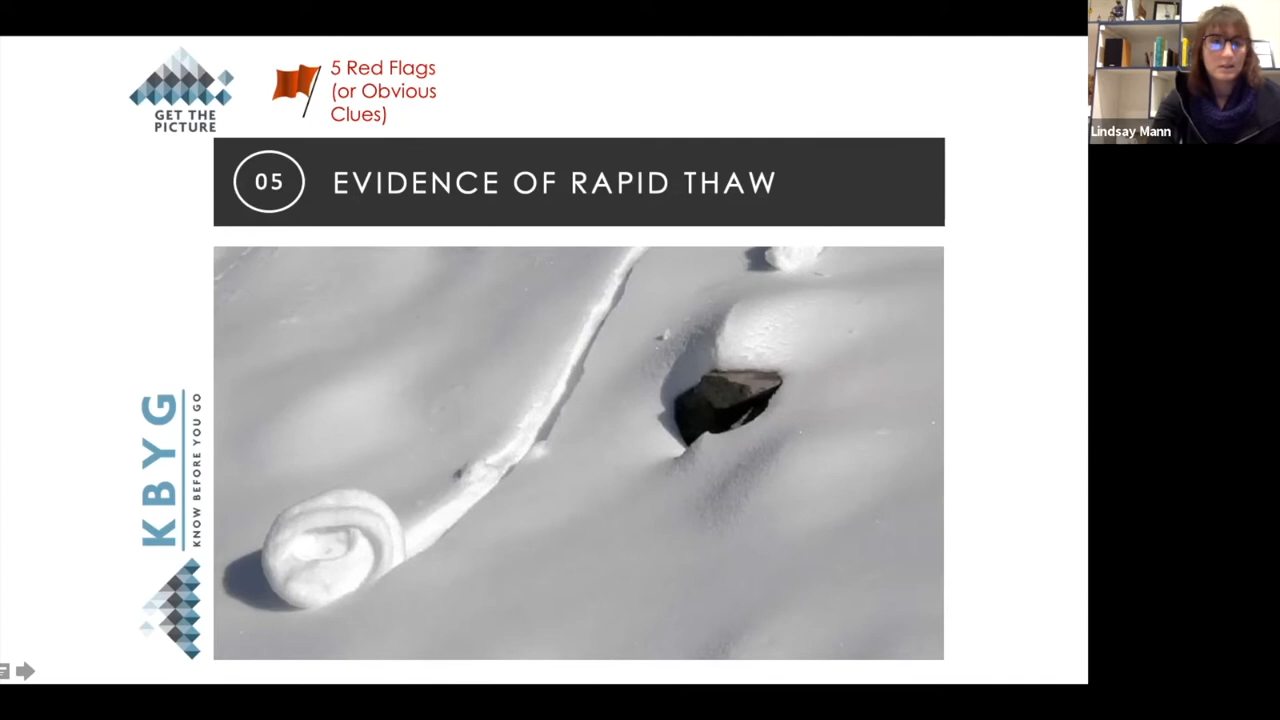 GET THE
PICTURE
5 Red Flags
(or Obvious
Clues)
05
EVIDENCE OF RAPID THAW
KBYG
KNOW BEFORE YOU GO
Lindsay Mann